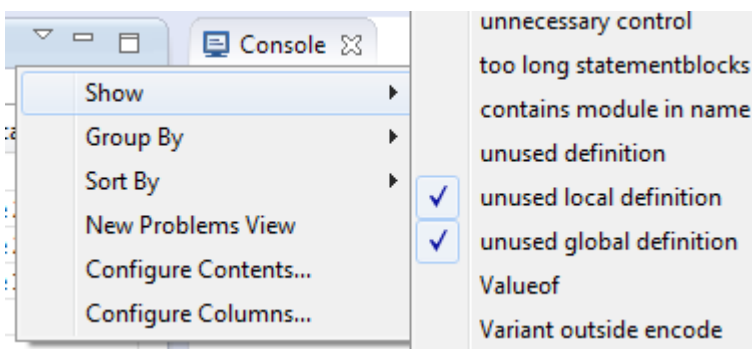 Console
Show
Group By
Sort By
New Problems View
Configure Contents...
Configure Columns...
unnecessary control
too long statementblocks
contains module in name
unused definition
unused local definition
unused global definition
Valueof
Variant outside encode